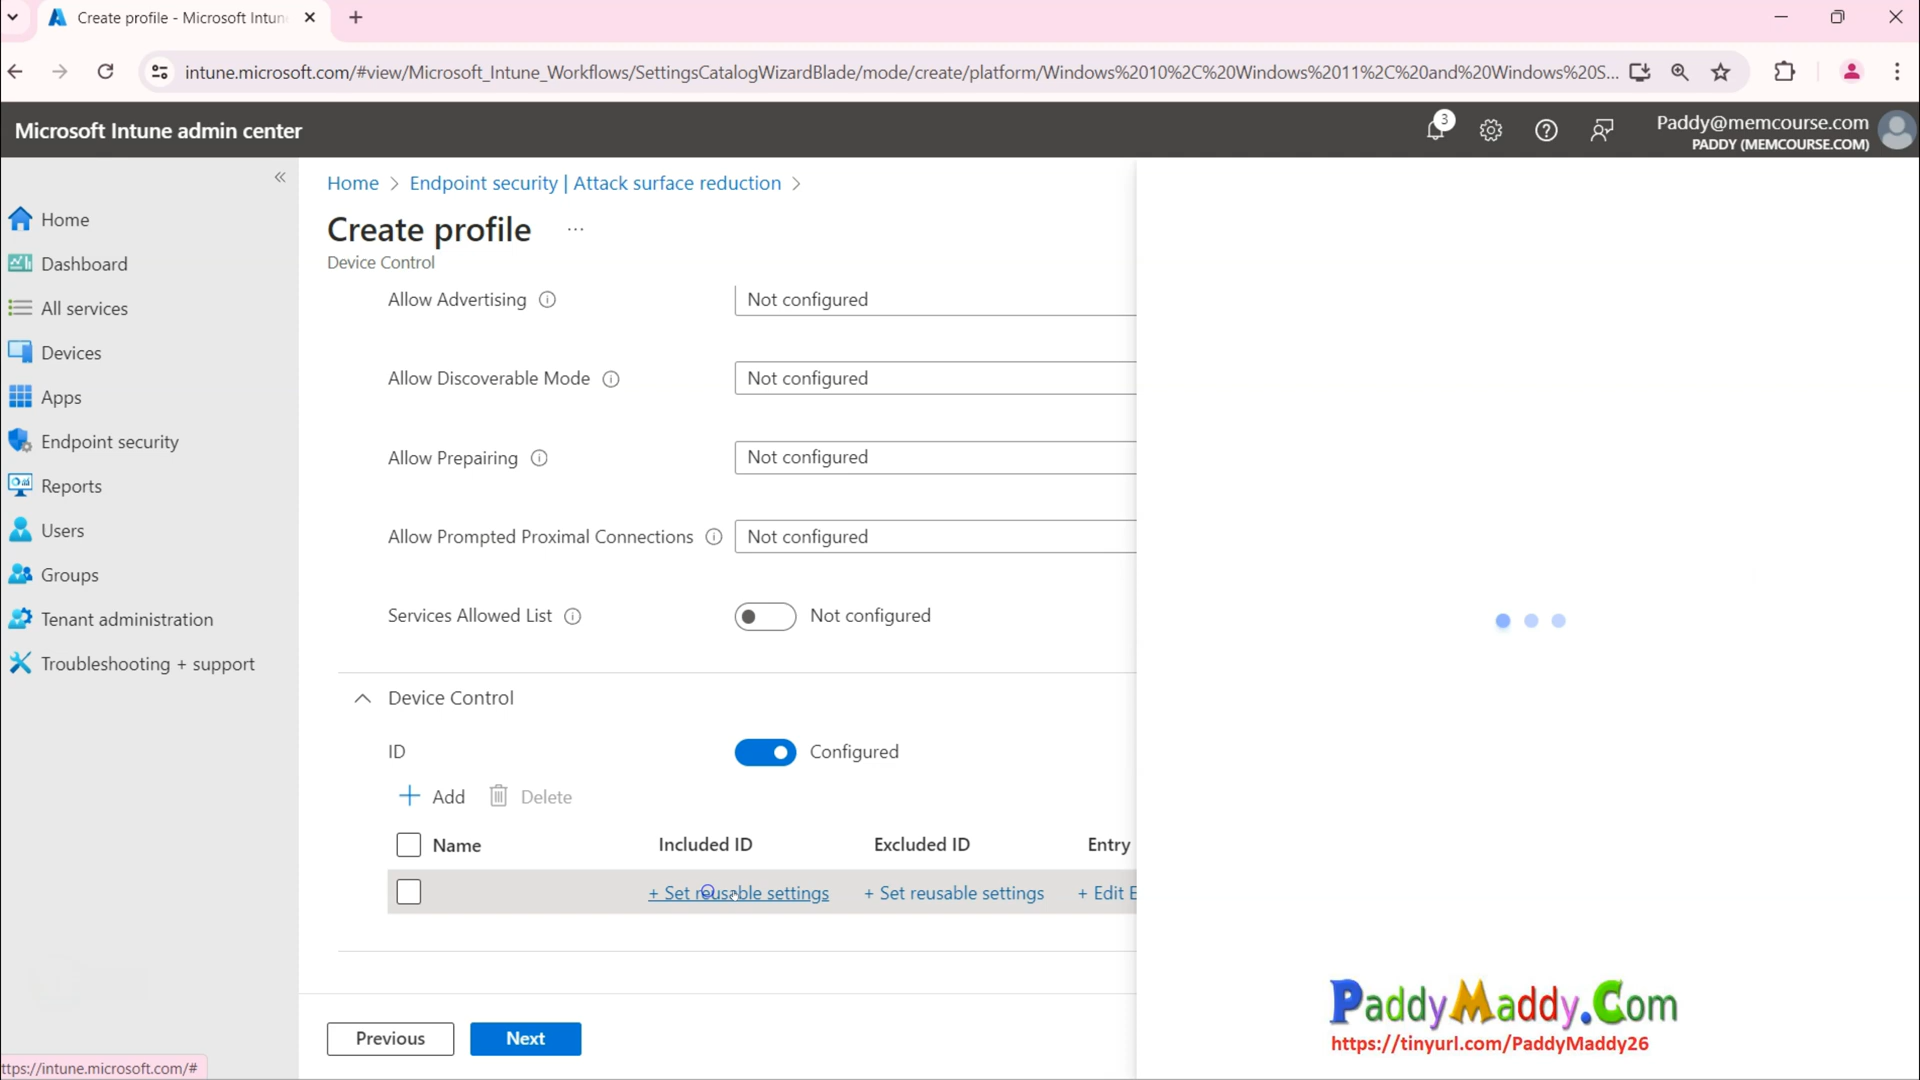 Create profile - Microsoft Intun
intune.microsoft.com/#view/Microsoft_Intune_Workflows/SettingsCatalogWizardBlade/mode/create/platform/Windows%2010%2C%20Windows%2011%2C%20and%20Windows%20S...
Microsoft Intune admin center
3
Paddy@memcourse.com
PADDY (MEMCOURSE.COM)
Home
Dashboard
All services
Devices
Apps
Endpoint security
Reports
Users
Groups
Tenant administration
Troubleshooting + support
Home > Endpoint security | Attack surface reduction >
Create profile ...
Device Control
Allow Advertising Not configured
Allow Discoverable Mode Not configured
Allow Prepairing Not configured
Allow Prompted Proximal Connections Not configured
Services Allowed List Not configured
Device Control
ID Configured
+ Add Delete
Name Included ID Excluded ID Entry
+ Set reusable settings + Set reusable settings + Edit E
Previous Next
PaddyMaddy.Com
https://tinyurl.com/PaddyMaddy26
ttps://intune.microsoft.com/#